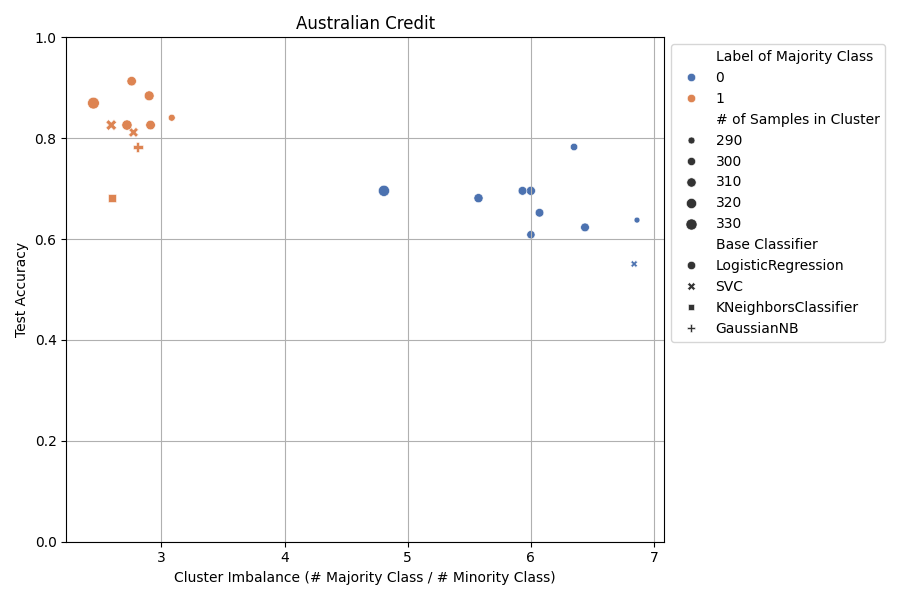 Australian Credit
1.0
0.8
0.6
0.4
0.2
0.0
Test Accuracy
3
4
5
6
7
Cluster Imbalance (# Majority Class / # Minority Class)
Label of Majority Class
0
1
# of Samples in Cluster
290
300
310
320
330
Base Classifier
LogisticRegression
SVC
KNeighborsClassifier
GaussianNB